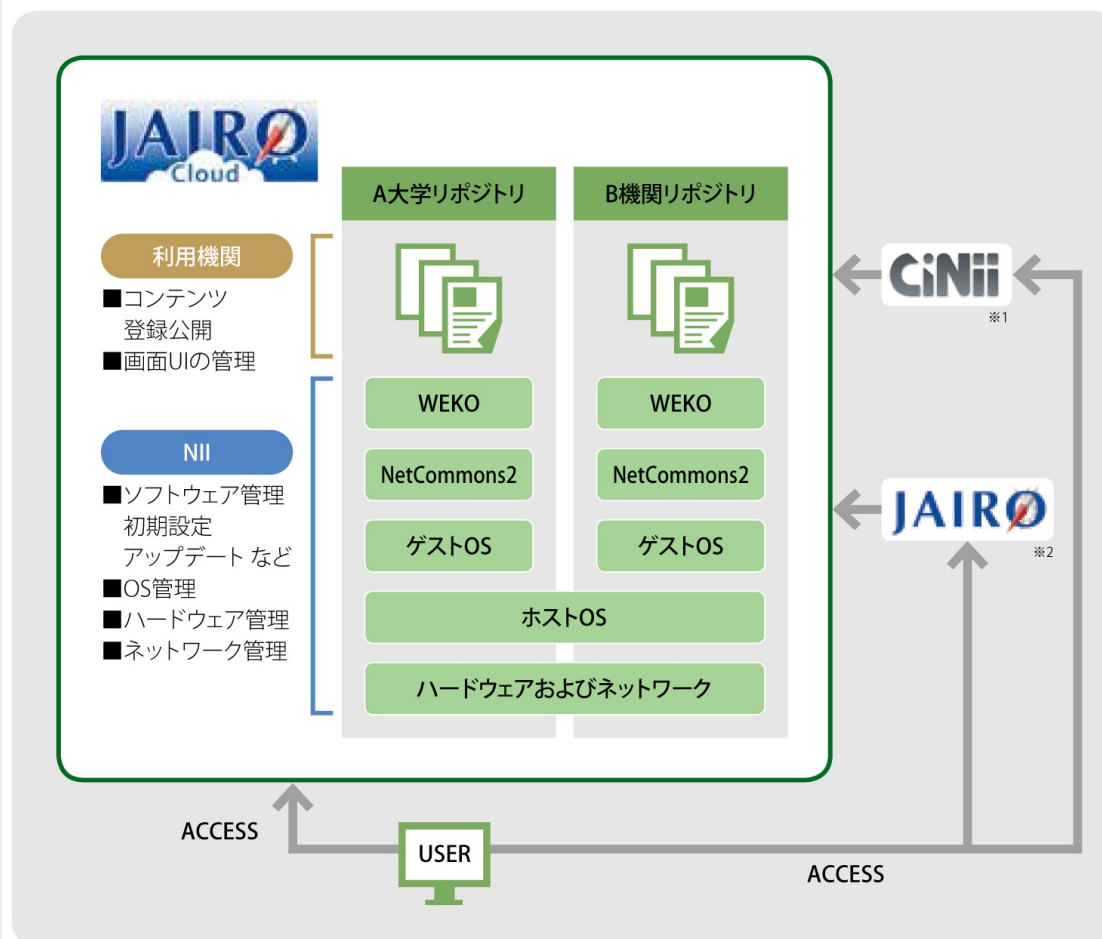 JAIRO
Cloud
A大学リポジトリ
B機関リポジトリ
利用機関
■コンテンツ
登録公開
■画面UIの管理
CiNii
※1
WEKO
WEKO
NII
NetCommons2
NetCommons2
■ソフトウェア管理
初期設定
アップデート など
■OS管理
■ハードウェア管理
■ネットワーク管理
JAIRO
※2
ゲストOS
ゲストOS
ホストOS
ハードウェアおよびネットワーク
ACCESS
USER
ACCESS